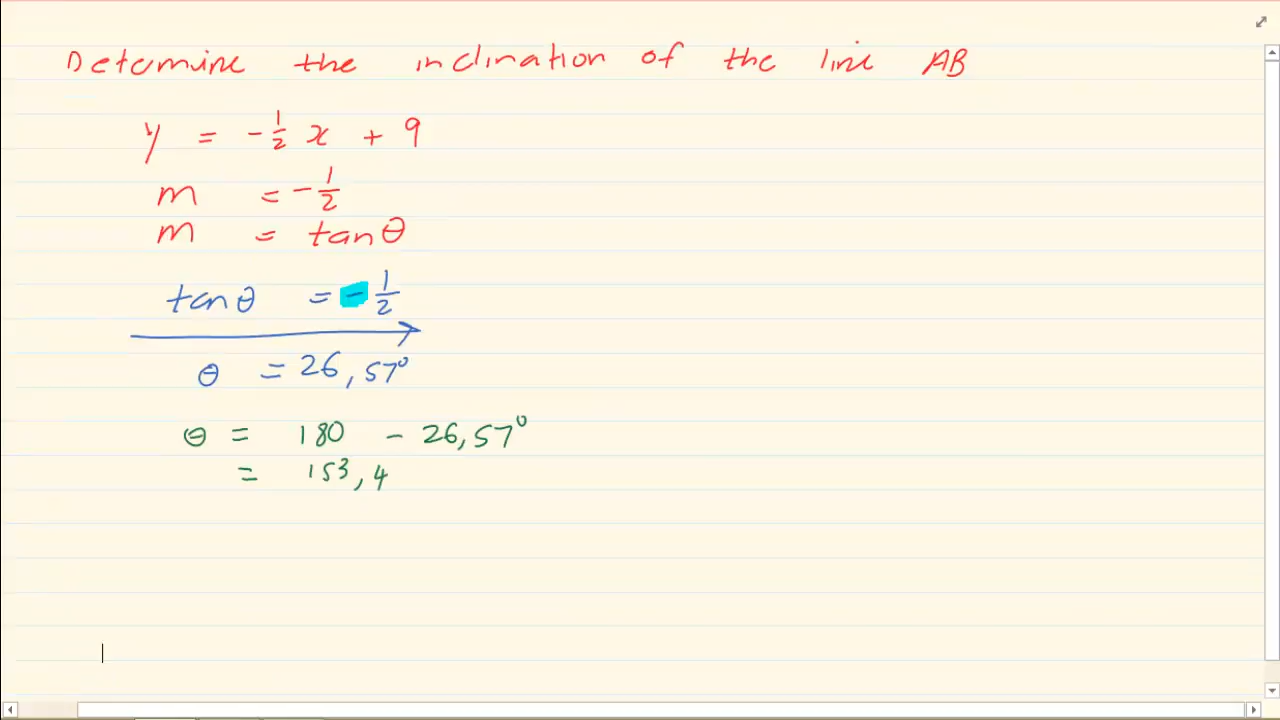 Determine the inclination of the line AB
y = -1/2 x + 9
m = -1/2
m = tanθ
tanθ = -1/2
θ = 26,57°
θ = 180 - 26,57°
= 153,4